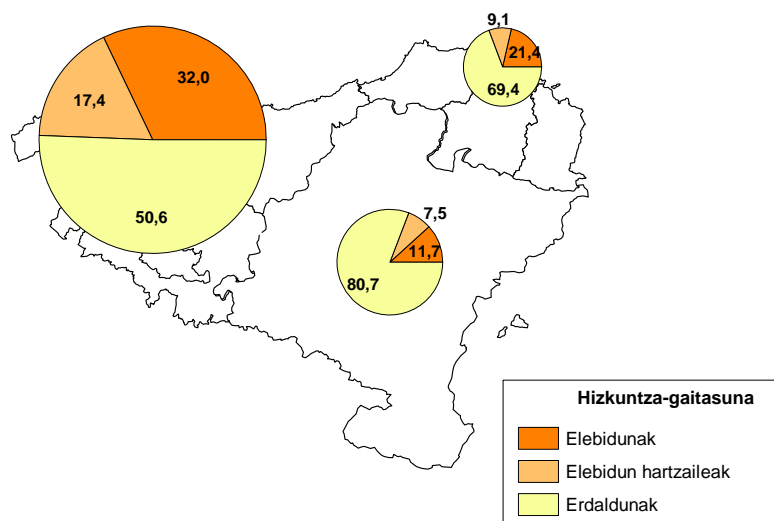 9,1
21,4
69,4
32,0
17,4
50,6
7,5
11,7
80,7
Hizkuntza-gaitasuna
Elebidunak
Elebidun hartzaileak
Erdaldunak